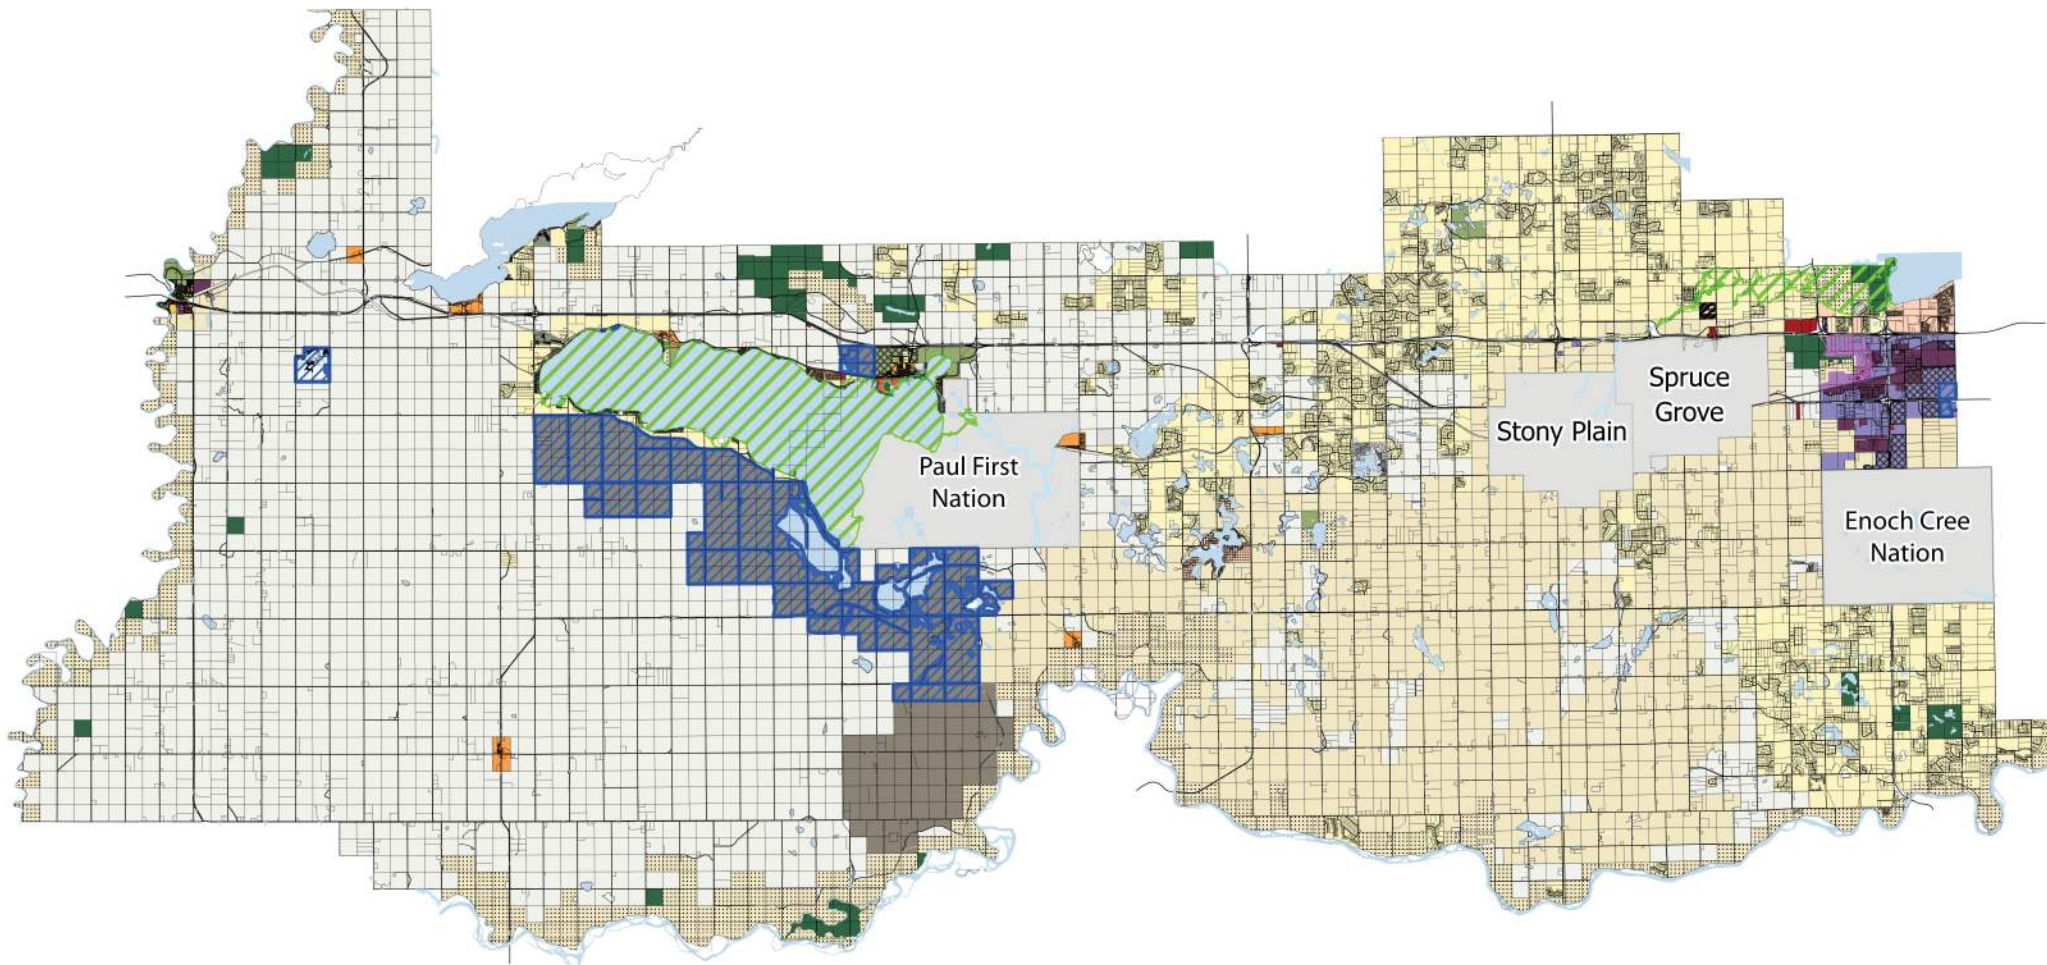 Spruce
Grove
Stony Plain
Paul First
Nation
Enoch Cree
Nation